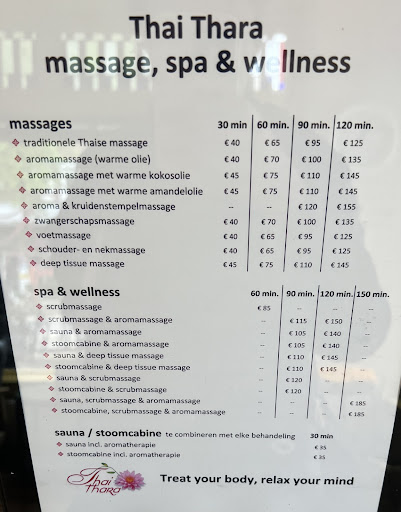 Thai Thara
massage, spa & wellness
massages 30 min 60 min. 90 min. 120 min.
traditionele Thaise massage € 40 € 65 € 95 € 125
aromamassage (warme olie) € 40 € 70 € 100 € 135
aromamassage met warme kokosolie € 45 € 75 € 110 € 145
aromamassage met warme amandelolie € 45 € 75 € 110 € 145
aroma & kruidenstempelmassage -- -- € 120 € 155
zwangerschapsmassage € 40 € 70 € 100 € 135
voetmassage € 40 € 65 € 95 € 125
schouder- en nekmassage € 40 € 65 € 95 € 125
deep tissue massage € 45 € 75 € 110 € 145
spa & wellness 60 min. 90 min. 120 min. 150 min.
scrubmassage € 85 -- -- --
scrubmassage & aromamassage -- € 115 € 150 --
sauna & aromamassage -- € 105 € 140 --
stoomcabine & aromamassage -- € 105 € 140 --
sauna & deep tissue massage -- € 110 € 145 --
stoomcabine & deep tissue massage -- € 110 € 145 --
sauna & scrubmassage -- € 120 -- --
stoomcabine & scrubmassage -- € 120 -- --
sauna, scrubmassage & aromamassage -- -- -- € 185
stoomcabine, scrubmassage & aromamassage -- -- -- € 185
sauna / stoomcabine te combineren met elke behandeling 30 min
sauna incl. aromatherapie € 35
stoomcabine incl. aromatherapie € 35
Thai
Thara
Treat your body, relax your mind